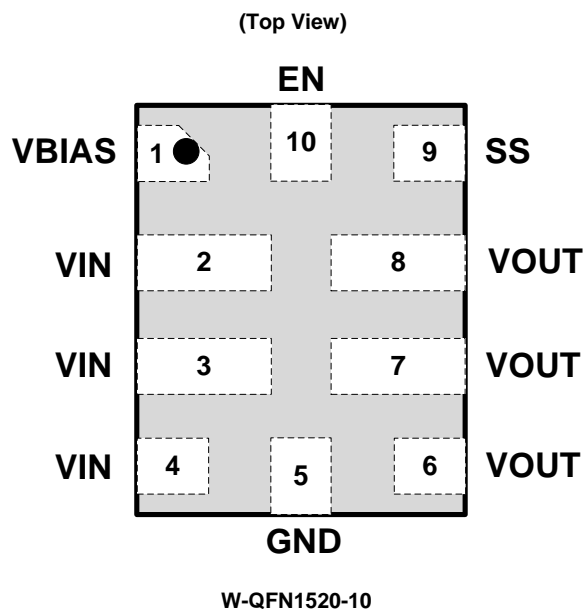 (Top View)
EN
VBIAS 1 10 9 SS
VIN 2 8 VOUT
VIN 3 7 VOUT
VIN 4 5 6 VOUT
GND
W-QFN1520-10